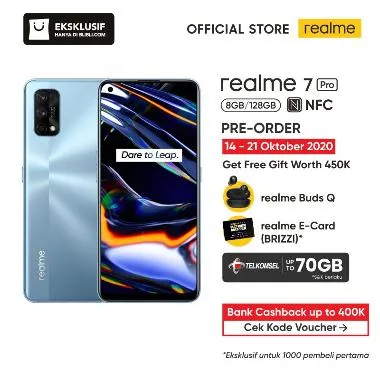 EKSKLUSIF
HANYA DI BLIBLI.COM
OFFICIAL STORE
realme
realme 7 Pro
8GB/128GB
NFC
PRE-ORDER
14 - 21 Oktober 2020
Get Free Gift Worth 450K
Dare to Leap.
realme Buds Q
realme E-Card
(BRIZZI)*
TELKOMSEL
UP TO 70GB
*S&K berlaku
realme
Bank Cashback up to 400K
Cek Kode Voucher →
*Eksklusif untuk 1000 pembeli pertama